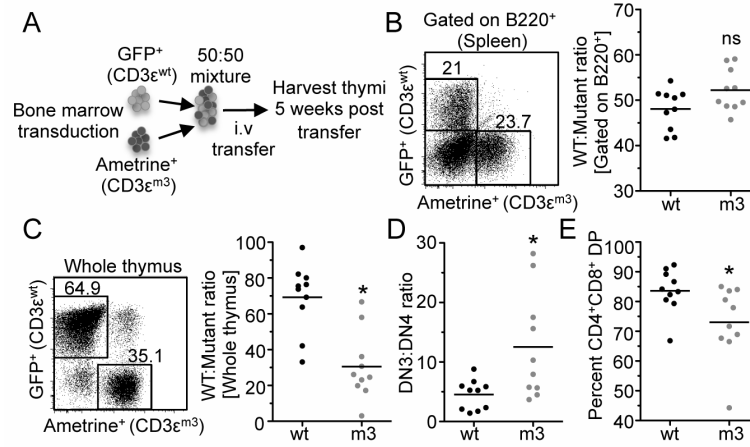 A
GFP⁺
(CD3ε^wt)
50:50
mixture
Bone marrow
transduction
i.v
transfer
Harvest thymi
5 weeks post
transfer
Ametrine⁺
(CD3ε^m3)
B
Gated on B220⁺
(Spleen)
21
23.7
GFP⁺ (CD3ε^wt)
Ametrine⁺ (CD3ε^m3)
WT:Mutant ratio
[Gated on B220⁺]
70
60
50
40
30
ns
wt m3
C
Whole thymus
64.9
35.1
GFP⁺ (CD3ε^wt)
Ametrine⁺ (CD3ε^m3)
WT:Mutant ratio
[Whole thymus]
100
80
60
40
20
0
*
wt m3
D
DN3:DN4 ratio
30
20
10
0
*
wt m3
E
Percent CD4⁺CD8⁺ DP
100
90
80
70
60
50
40
*
wt m3